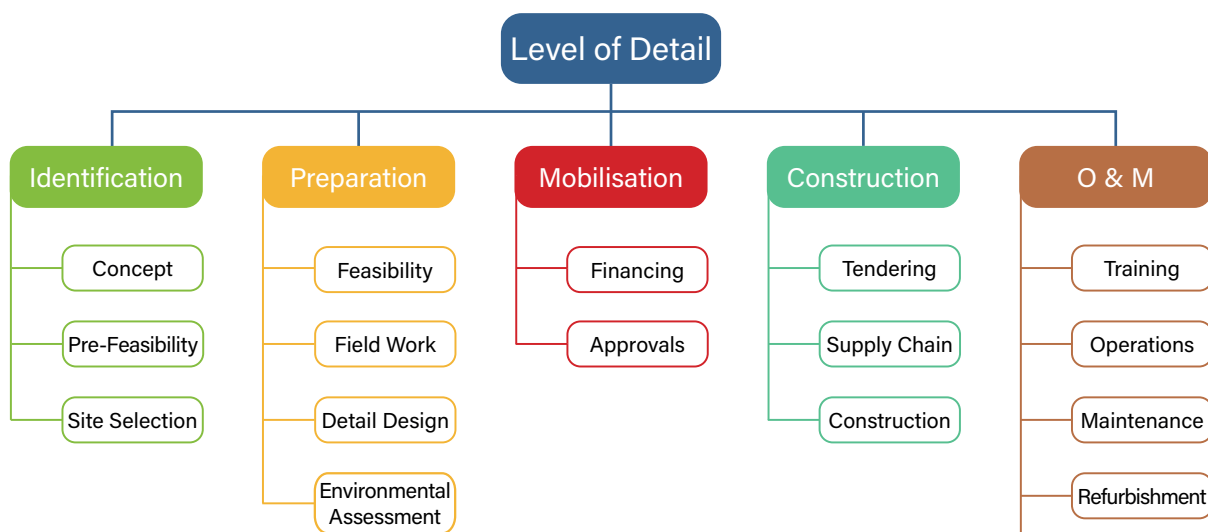 Level of Detail
Identification
Preparation
Mobilisation
Construction
O & M
Concept
Feasibility
Financing
Tendering
Training
Pre-Feasibility
Field Work
Approvals
Supply Chain
Operations
Site Selection
Detail Design
Construction
Maintenance
Environmental
Assessment
Refurbishment